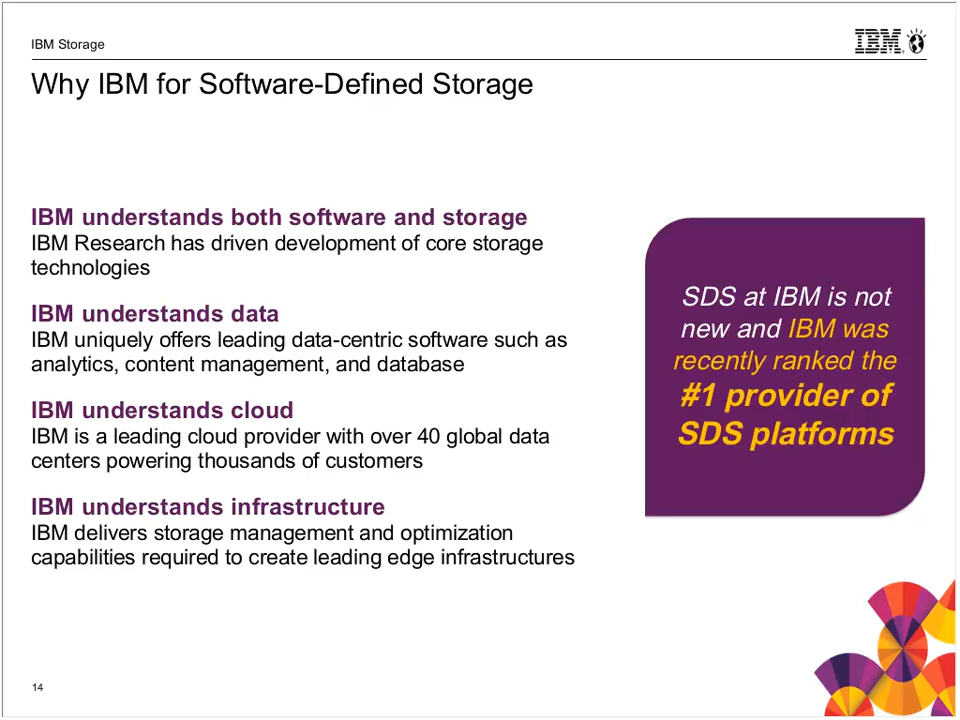 IBM Storage
IBM
Why IBM for Software-Defined Storage
IBM understands both software and storage
IBM Research has driven development of core storage
technologies
IBM understands data
IBM uniquely offers leading data-centric software such as
analytics, content management, and database
IBM understands cloud
IBM is a leading cloud provider with over 40 global data
centers powering thousands of customers
IBM understands infrastructure
IBM delivers storage management and optimization
capabilities required to create leading edge infrastructures
SDS at IBM is not
new and IBM was
recently ranked the
#1 provider of
SDS platforms
14